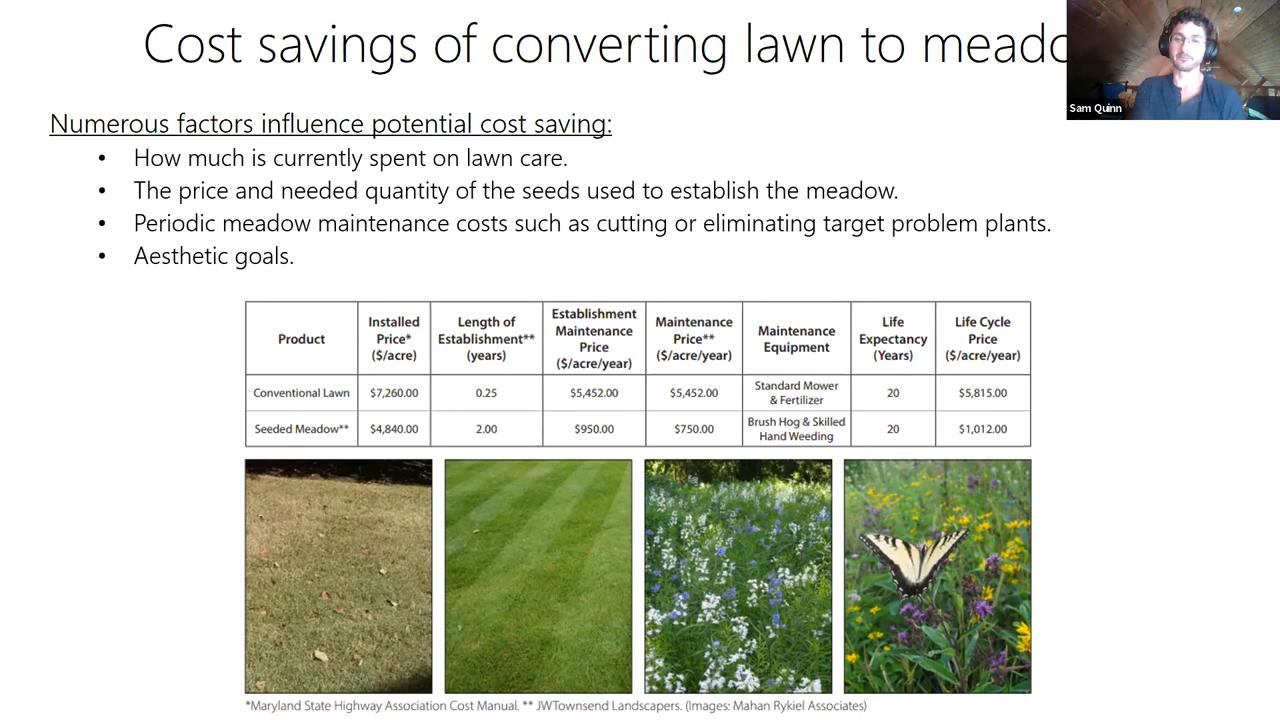 Cost savings of converting lawn to meado
Sam Quinn
Numerous factors influence potential cost saving:
• How much is currently spent on lawn care.
• The price and needed quantity of the seeds used to establish the meadow.
• Periodic meadow maintenance costs such as cutting or eliminating target problem plants.
• Aesthetic goals.
Product
Installed
Price*
($/acre)
Length of
Establishment**
(years)
Establishment
Maintenance
Price
($/acre/year)
Maintenance
Price**
($/acre/year)
Maintenance
Equipment
Life
Expectancy
(Years)
Life Cycle
Price
($/acre/year)
Conventional Lawn
$7,260.00
0.25
$5,452.00
$5,452.00
Standard Mower
& Fertilizer
20
$5,815.00
Seeded Meadow**
$4,840.00
2.00
$950.00
$750.00
Brush Hog & Skilled
Hand Weeding
20
$1,012.00
*Maryland State Highway Association Cost Manual. ** JWTownsend Landscapers. (Images: Mahan Rykiel Associates)